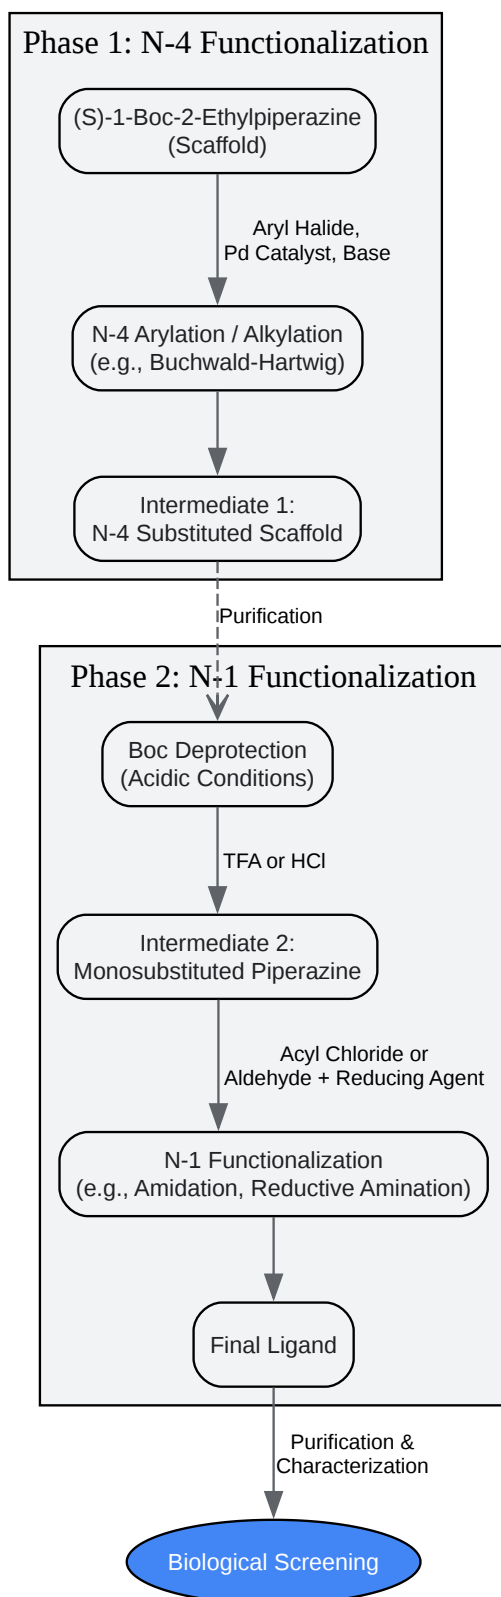 Phase 1: N-4 Functionalization
(S)-1-Boc-2-Ethylpiperazine
(Scaffold)
Aryl Halide,
Pd Catalyst, Base
N-4 Arylation / Alkylation
(e.g., Buchwald-Hartwig)
Intermediate 1:
N-4 Substituted Scaffold
Purification
Phase 2: N-1 Functionalization
Boc Deprotection
(Acidic Conditions)
TFA or HCl
Intermediate 2:
Monosubstituted Piperazine
Acyl Chloride or
Aldehyde + Reducing Agent
N-1 Functionalization
(e.g., Amidation, Reductive Amination)
Final Ligand
Purification &
Characterization
Biological Screening